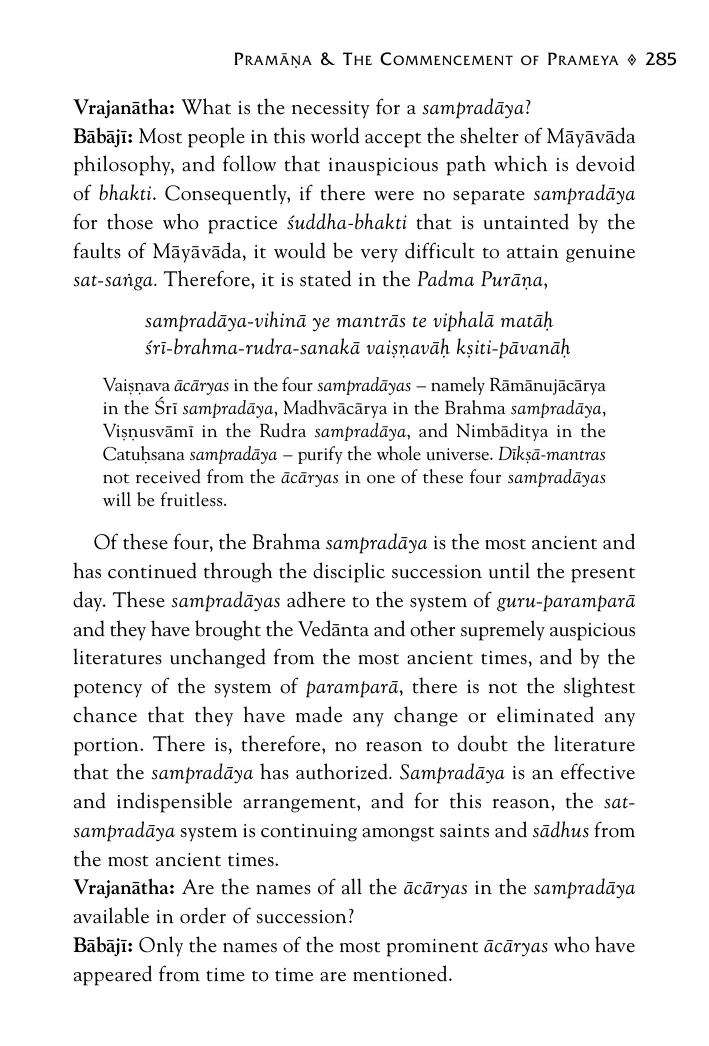 Pramāṇa & The Commencement of Prameya ◊ 285
Vrajanātha: What is the necessity for a sampradāya?
Bābājī: Most people in this world accept the shelter of Māyāvāda
philosophy, and follow that inauspicious path which is devoid
of bhakti. Consequently, if there were no separate sampradāya
for those who practice śuddha-bhakti that is untainted by the
faults of Māyāvāda, it would be very difficult to attain genuine
sat-saṅga. Therefore, it is stated in the Padma Purāṇa,
sampradāya-vihinā ye mantrās te viphalā matāḥ
śrī-brahma-rudra-sanakā vaiṣṇavāḥ kṣiti-pāvanāḥ
Vaiṣṇava ācāryas in the four sampradāyas – namely Rāmānujācārya
in the Śrī sampradāya, Madhvācārya in the Brahma sampradāya,
Viṣṇusvāmī in the Rudra sampradāya, and Nimbāditya in the
Catuḥsana sampradāya – purify the whole universe. Dīkṣā-mantras
not received from the ācāryas in one of these four sampradāyas
will be fruitless.
Of these four, the Brahma sampradāya is the most ancient and
has continued through the disciplic succession until the present
day. These sampradāyas adhere to the system of guru-paramparā
and they have brought the Vedānta and other supremely auspicious
literatures unchanged from the most ancient times, and by the
potency of the system of paramparā, there is not the slightest
chance that they have made any change or eliminated any
portion. There is, therefore, no reason to doubt the literature
that the sampradāya has authorized. Sampradāya is an effective
and indispensible arrangement, and for this reason, the sat-
sampradāya system is continuing amongst saints and sādhus from
the most ancient times.
Vrajanātha: Are the names of all the ācāryas in the sampradāya
available in order of succession?
Bābājī: Only the names of the most prominent ācāryas who have
appeared from time to time are mentioned.